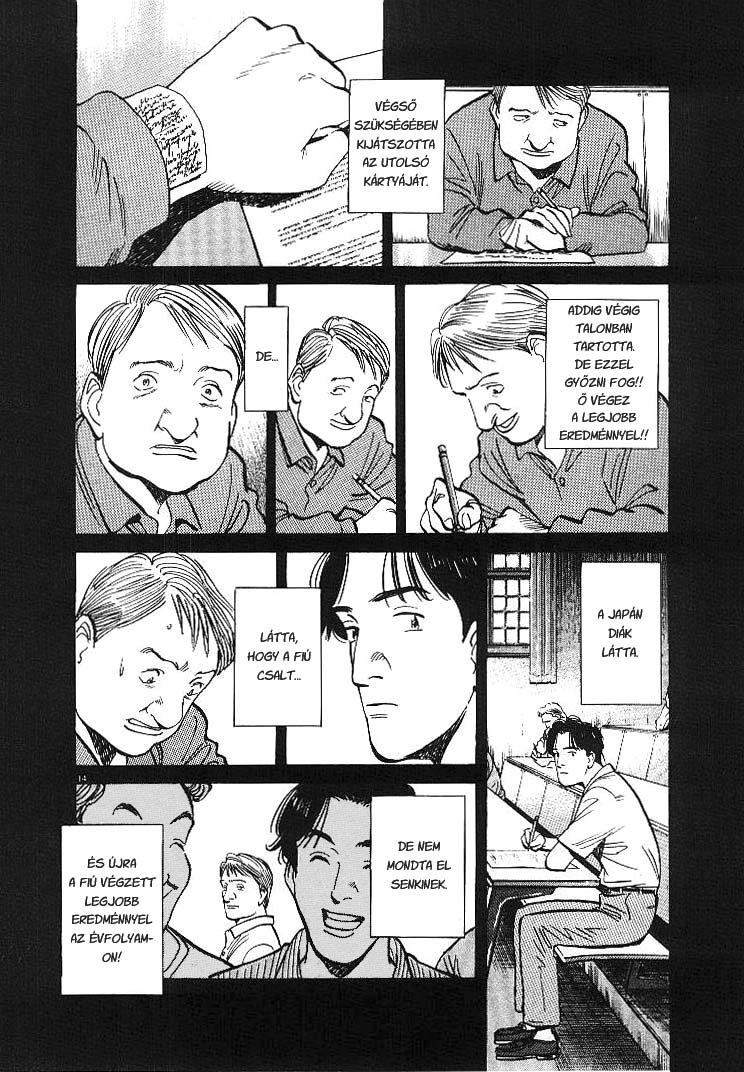 VÉGSŐ
SZÜKSÉGÉBEN
KIJÁTSZOTTA
AZ UTOLSÓ
KÁRTYÁJÁT.
DE...
ADDIG VÉGIG
TALONBAN
TARTOTTA.
DE EZZEL
GYŐZNI FOG!!
Ő VÉGEZ
A LEGJOBB
EREDMÉNNYEL!!
LÁTTA,
HOGY A FIÚ
CSALT...
A JAPÁN
DIÁK
LÁTTA.
14
ÉS ÚJRA
A FIÚ VÉGZETT
LEGJOBB
EREDMÉNNYEL
AZ ÉVFOLYAM-
ON!
DE NEM
MONDTA EL
SENKINEK.